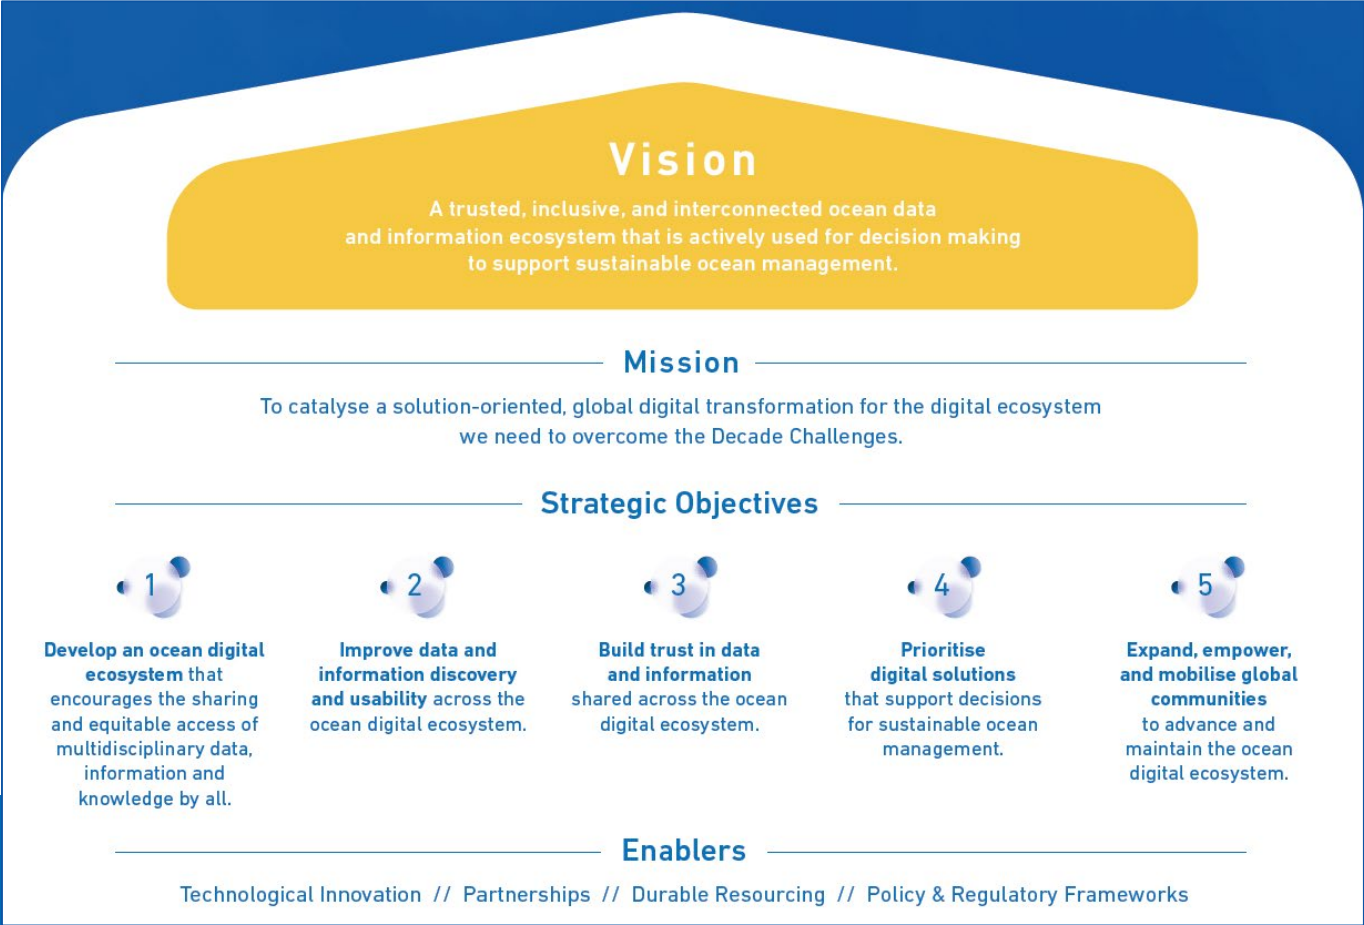 Vision
A trusted, inclusive, and interconnected ocean data
and information ecosystem that is actively used for decision making
to support sustainable ocean management.
Mission
To catalyse a solution-oriented, global digital transformation for the digital ecosystem
we need to overcome the Decade Challenges.
Strategic Objectives
1
Develop an ocean digital
ecosystem that
encourages the sharing
and equitable access of
multidisciplinary data,
information and
knowledge by all.
2
Improve data and
information discovery
and usability across the
ocean digital ecosystem.
3
Build trust in data
and information
shared across the ocean
digital ecosystem.
4
Prioritise
digital solutions
that support decisions
for sustainable ocean
management.
5
Expand, empower,
and mobilise global
communities
to advance and
maintain the ocean
digital ecosystem.
Enablers
Technological Innovation // Partnerships // Durable Resourcing // Policy & Regulatory Frameworks